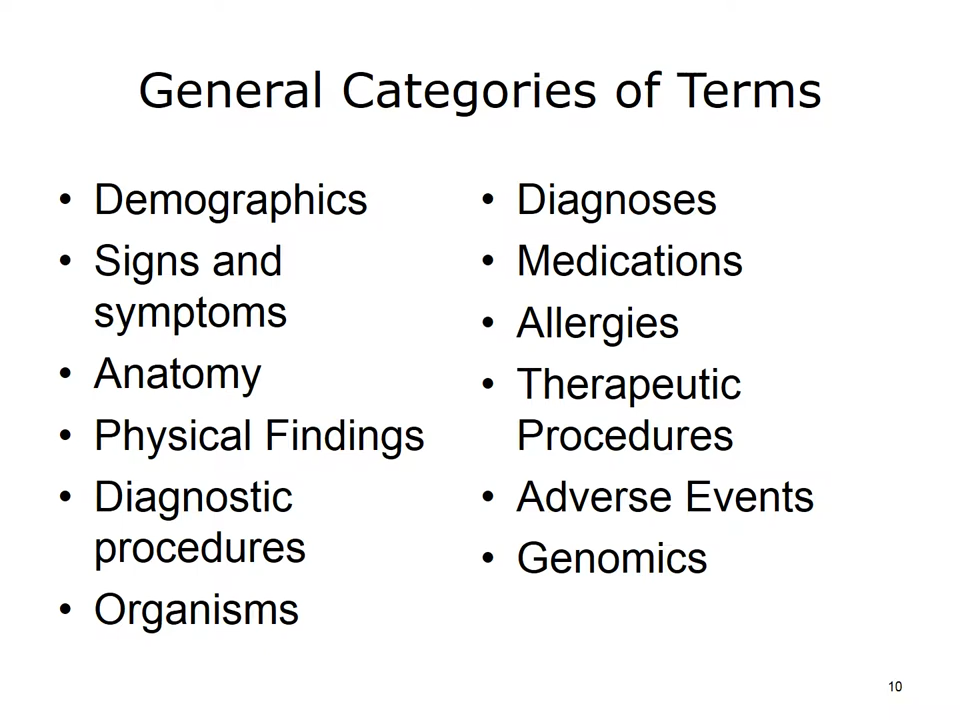 General Categories of Terms
• Demographics
• Signs and
symptoms
• Anatomy
• Physical Findings
• Diagnostic
procedures
• Organisms
• Diagnoses
• Medications
• Allergies
• Therapeutic
Procedures
• Adverse Events
• Genomics
10